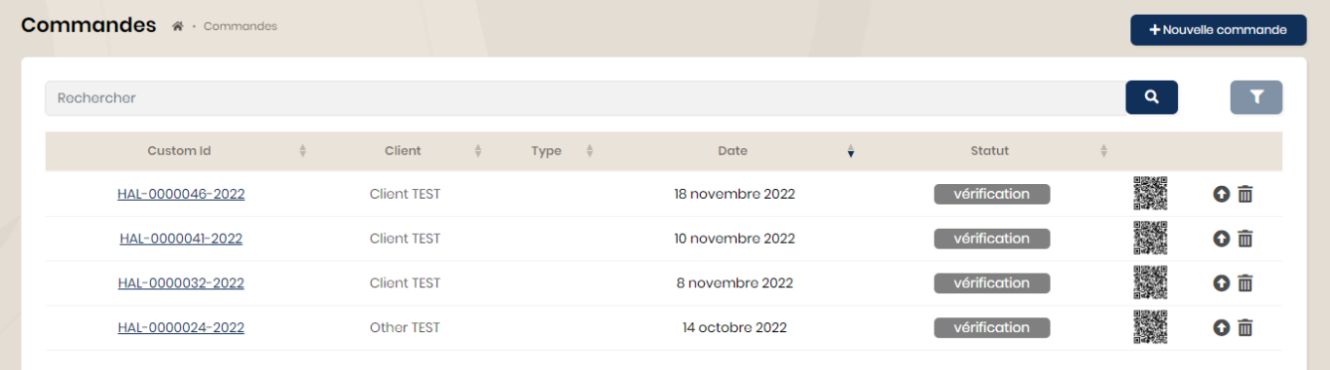 Commandes · Commandes
+ Nouvelle commande
Rechercher
Custom Id Client Type Date Statut
HAL-0000046-2022 Client TEST 18 novembre 2022 vérification
HAL-0000041-2022 Client TEST 10 novembre 2022 vérification
HAL-0000032-2022 Client TEST 8 novembre 2022 vérification
HAL-0000024-2022 Other TEST 14 octobre 2022 vérification